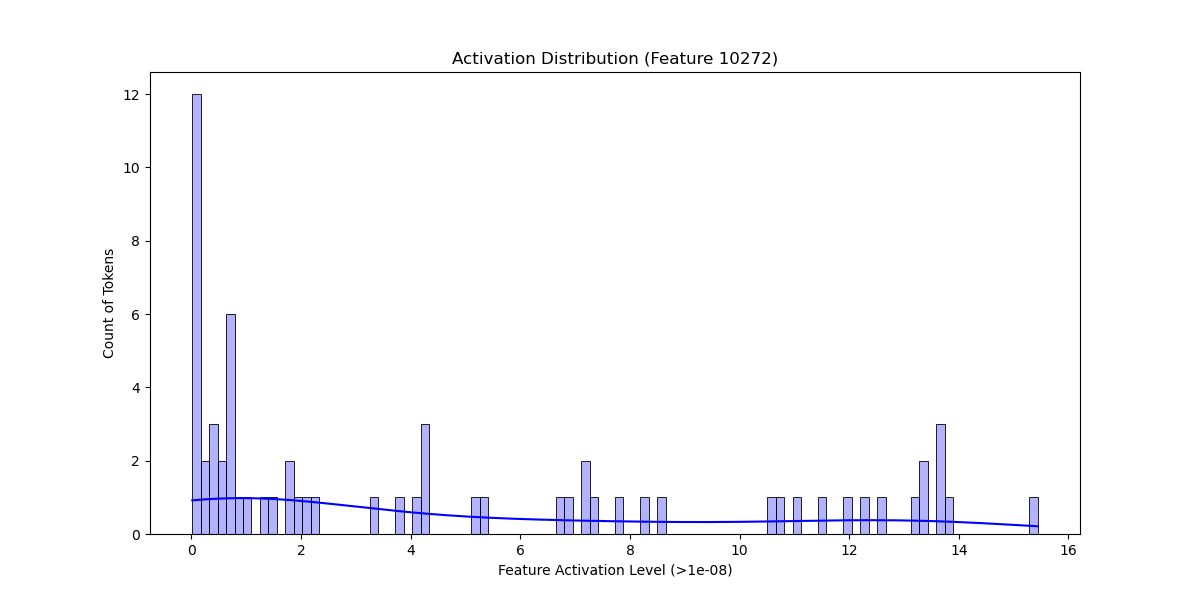 Activation Distribution (Feature 10272)
12
10
8
6
4
2
0
Count of Tokens
0 2 4 6 8 10 12 14 16
Feature Activation Level (>1e-08)